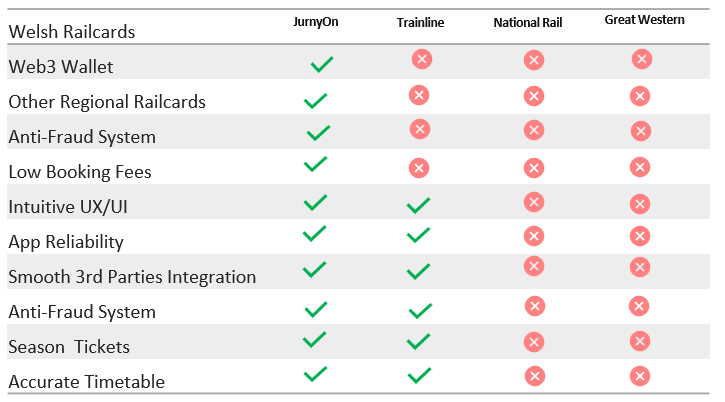 Welsh Railcards JurnyOn Trainline National Rail Great Western
Web3 Wallet
Other Regional Railcards
Anti-Fraud System
Low Booking Fees
Intuitive UX/UI
App Reliability
Smooth 3rd Parties Integration
Anti-Fraud System
Season Tickets
Accurate Timetable